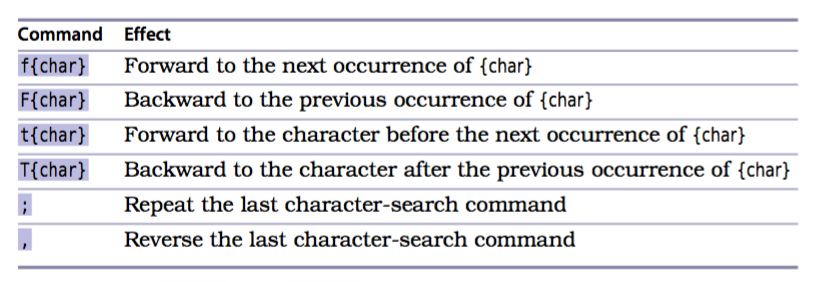 Command Effect
f{char} Forward to the next occurrence of {char}
F{char} Backward to the previous occurrence of {char}
t{char} Forward to the character before the next occurrence of {char}
T{char} Backward to the character after the previous occurrence of {char}
; Repeat the last character-search command
, Reverse the last character-search command